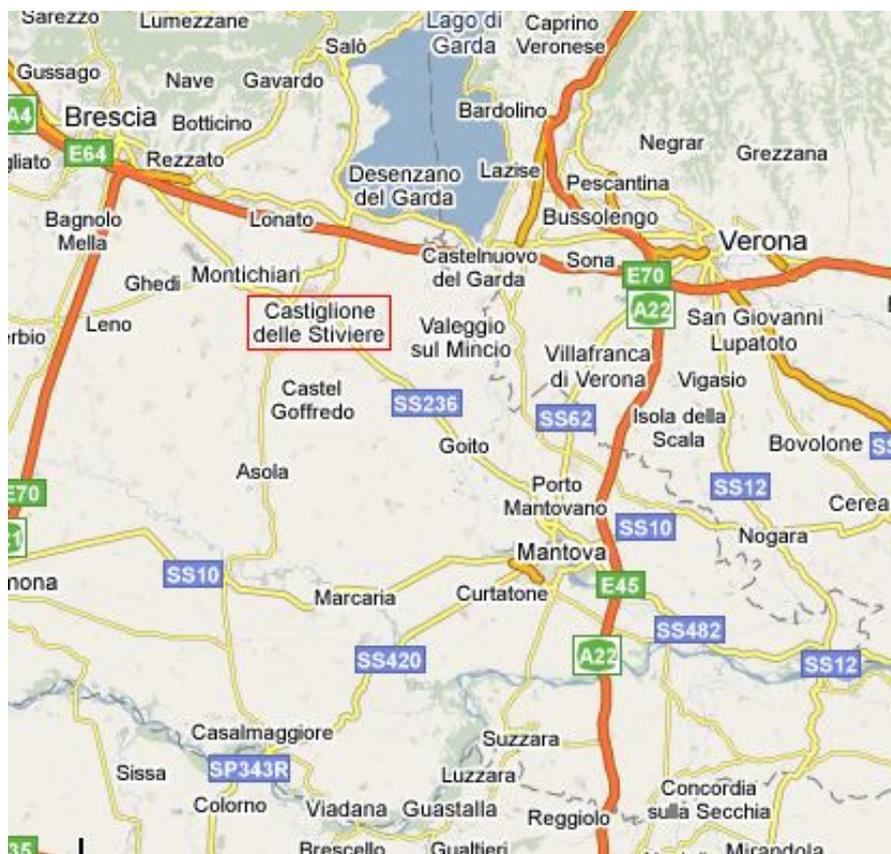 Sarezzo
Lumezzane
Lago di
Garda
Caprino
Veronese
Salò
Gussago
Nave
Gavardo
Bardolino
A4
Brescia
Botticino
Negrar
Grezzana
gliato
E64
Rezzato
Desenzano
del Garda
Lazise
Pescantina
Bagnolo
Mella
Lonato
Bussolengo
Verona
Castelnuovo
del Garda
Sona
E70
Ghedi
Montichiari
A22
Castiglione
delle Stiviere
erbio
Leno
Valeggio
sul Mincio
San Giovanni
Lupatoto
Villafranca
di Verona
Vigasio
Castel
Goffredo
SS236
SS62
Isola della
Scala
Goito
Bovolone
Asola
Porto
Mantovano
SS12
Cerea
E70
SS10
Nogara
Mantova
SS10
mona
Marcaria
Curtatone
E45
SS482
SS420
A22
SS12
Casalmaggiore
Suzzara
Sissa
SP343R
Luzzara
Concordia
sulla Secchia
Colorno
Viadana
Guastalla
Reggiolo
Brescello
Gualtieri
Mirandola